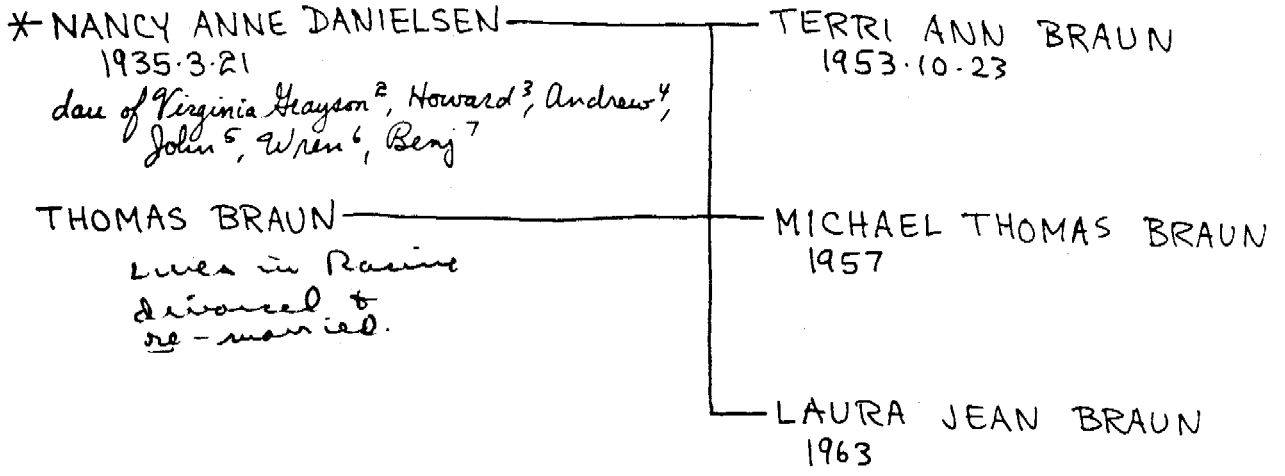 * NANCY ANNE DANIELSEN
1935·3·21
dau of Virginia Grayson², Howard³, Andrew⁴,
John⁵, Wren⁶, Benj⁷
THOMAS BRAUN
Lives in Racine
divorced &
re-married.
TERRI ANN BRAUN
1953·10·23
MICHAEL THOMAS BRAUN
1957
LAURA JEAN BRAUN
1963